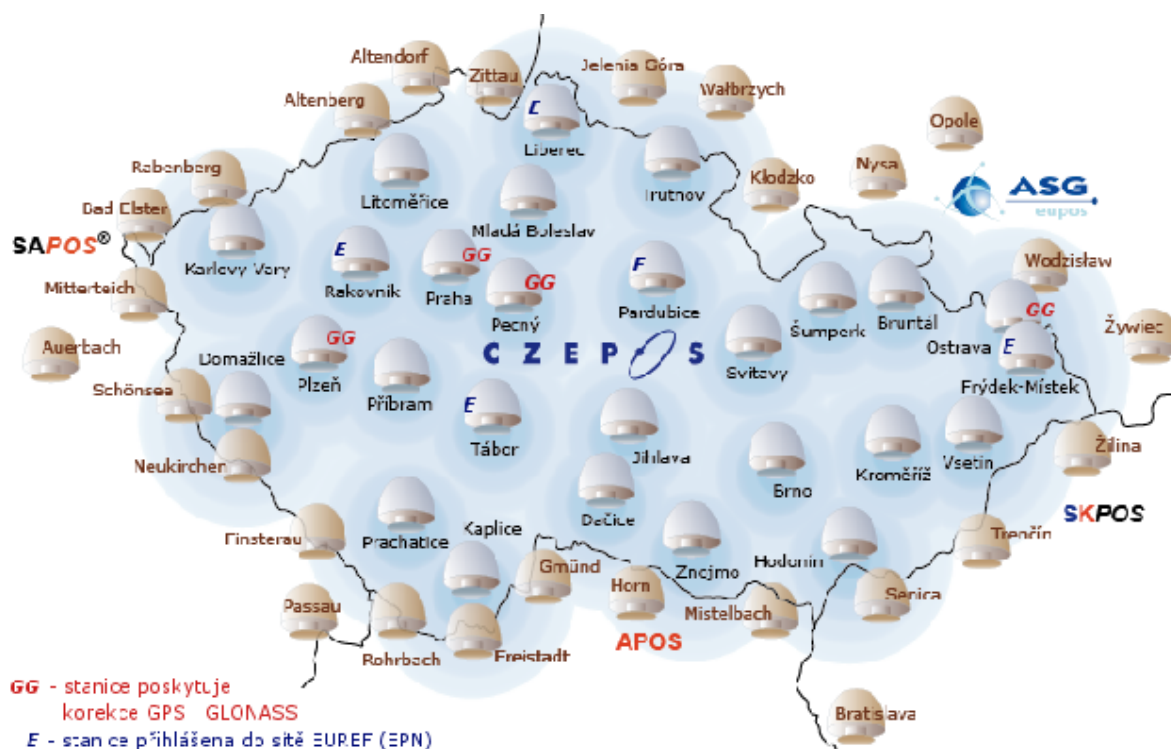 Altendorf
Zittau
Jelenia Góra
Wałbrzych
Altenberg
Opole
Liberec
Rabenberg
Trutnov
Kłodzko
Nysa
Litoměřice
ASG
eupos
Bad Elster
Mladá Boleslav
SAPOS®
Karlovy Vary
E
Rakovník
GG
Praha
GG
Pecný
Pardubice
Wodzisław
Mitterteich
Šumperk
Bruntál
GG
Ostrava
Żywiec
Auerbach
Domažlice
GG
Plzeň
CZEPOS
Svitavy
E
Frýdek-Místek
Schönsee
Příbram
E
Tábor
Jihlava
Brno
Kroměříž
Vsetín
Žilina
Neukirchen
Dačice
SKPOS
Finsterau
Prachatice
Kaplice
Gmünd
Horn
Znojmo
Hodonín
Trenčín
Passau
Mistelbach
Senica
Rohrbach
Freistadt
APOS
GG - stanice poskytuje
korekce GPS GLONASS
E - stanice přihlášena do sítě EUREF (EPN)
Bratislava